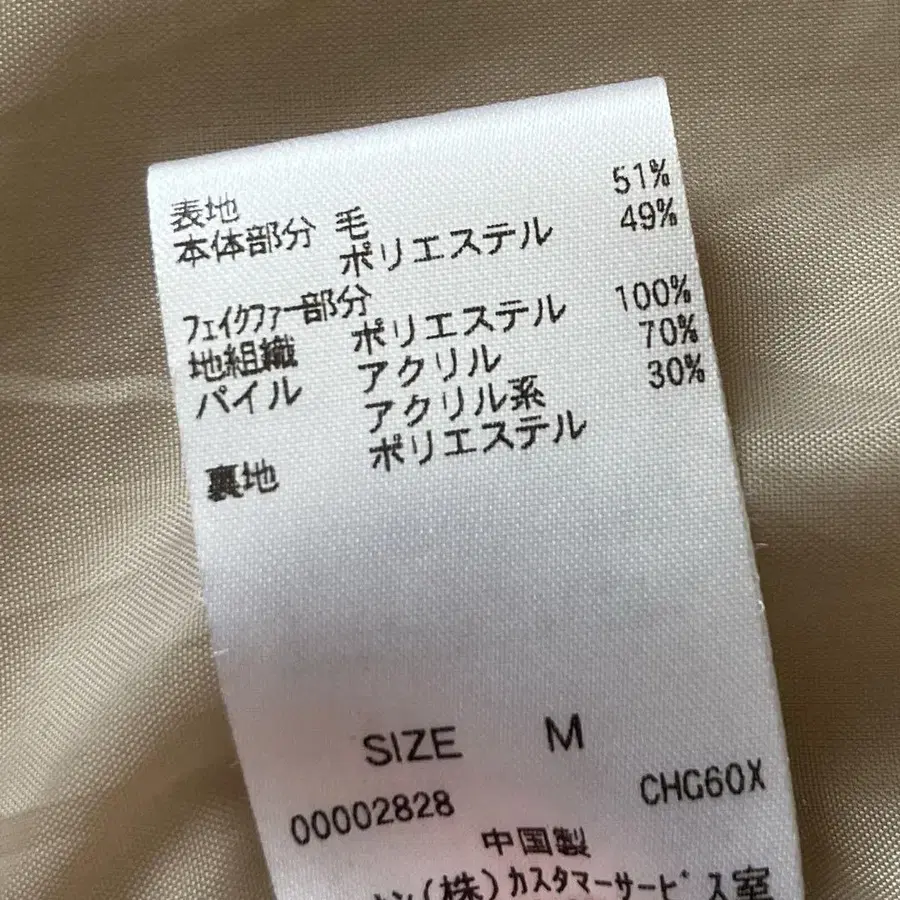 表地
本体部分 毛 51%
ポリエステル 49%
フェイクファー部分
地組織 ポリエステル 100%
パイル アクリル 70%
アクリル系 30%
裏地 ポリエステル
SIZE M
00002828 CHG60X
中国製
(株)カスタマーサービス室